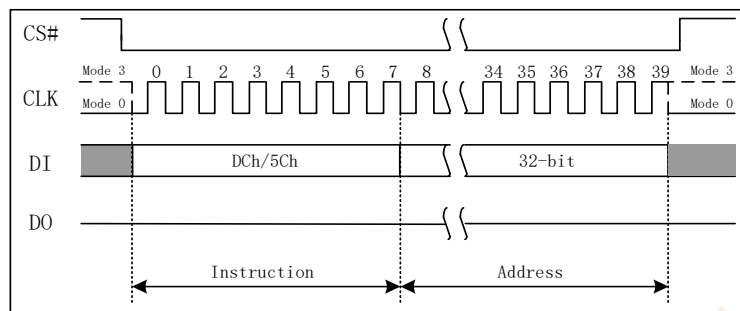 CS#
Mode 3 0 1 2 3 4 5 6 7 8 34 35 36 37 38 39 Mode 3
CLK
Mode 0 Mode 0
DI DCh/5Ch 32-bit
DO
Instruction Address